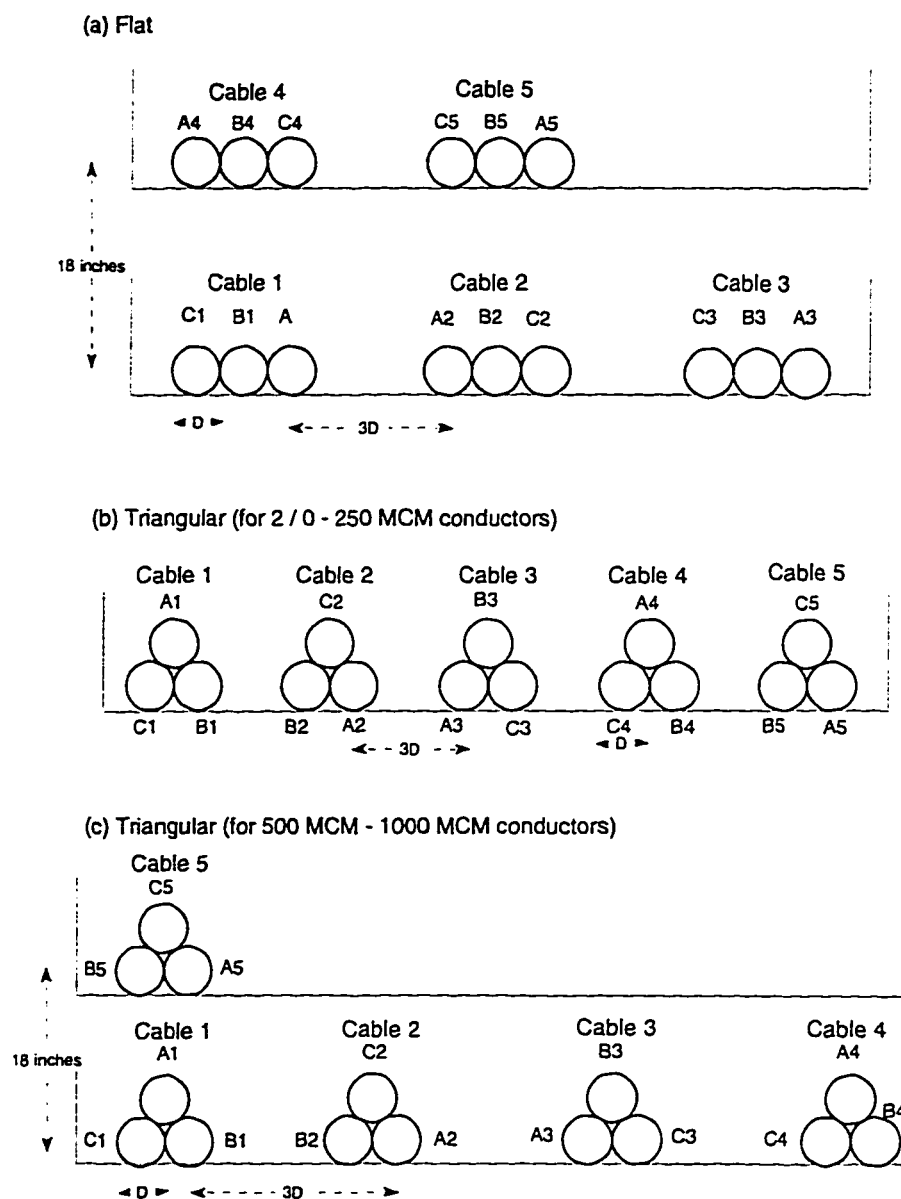 (a) Flat
Cable 4 Cable 5
A4 B4 C4 C5 B5 A5
18 inches
Cable 1 Cable 2 Cable 3
C1 B1 A A2 B2 C2 C3 B3 A3
D 3D
(b) Triangular (for 2 / 0 - 250 MCM conductors)
Cable 1 Cable 2 Cable 3 Cable 4 Cable 5
A1 C2 B3 A4 C5
C1 B1 B2 A2 A3 C3 C4 B4 B5 A5
3D D
(c) Triangular (for 500 MCM - 1000 MCM conductors)
Cable 5
C5
B5 A5
18 inches
Cable 1 Cable 2 Cable 3 Cable 4
A1 C2 B3 A4
C1 B1 B2 A2 A3 C3 C4 B4
D 3D